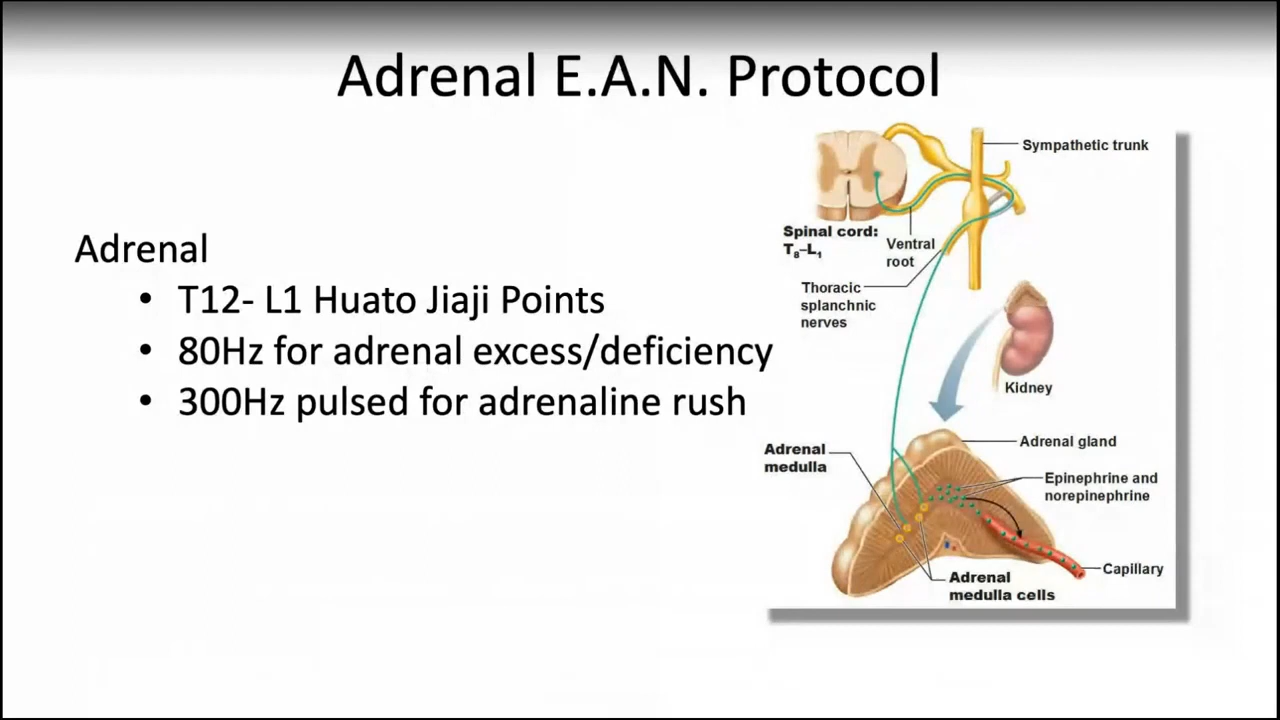 Adrenal E.A.N. Protocol
Adrenal
• T12- L1 Huato Jiaji Points
• 80Hz for adrenal excess/deficiency
• 300Hz pulsed for adrenaline rush
Sympathetic trunk
Spinal cord:
T8–L1
Ventral
root
Thoracic
splanchnic
nerves
Kidney
Adrenal gland
Adrenal
medulla
Epinephrine and
norepinephrine
Capillary
Adrenal
medulla cells